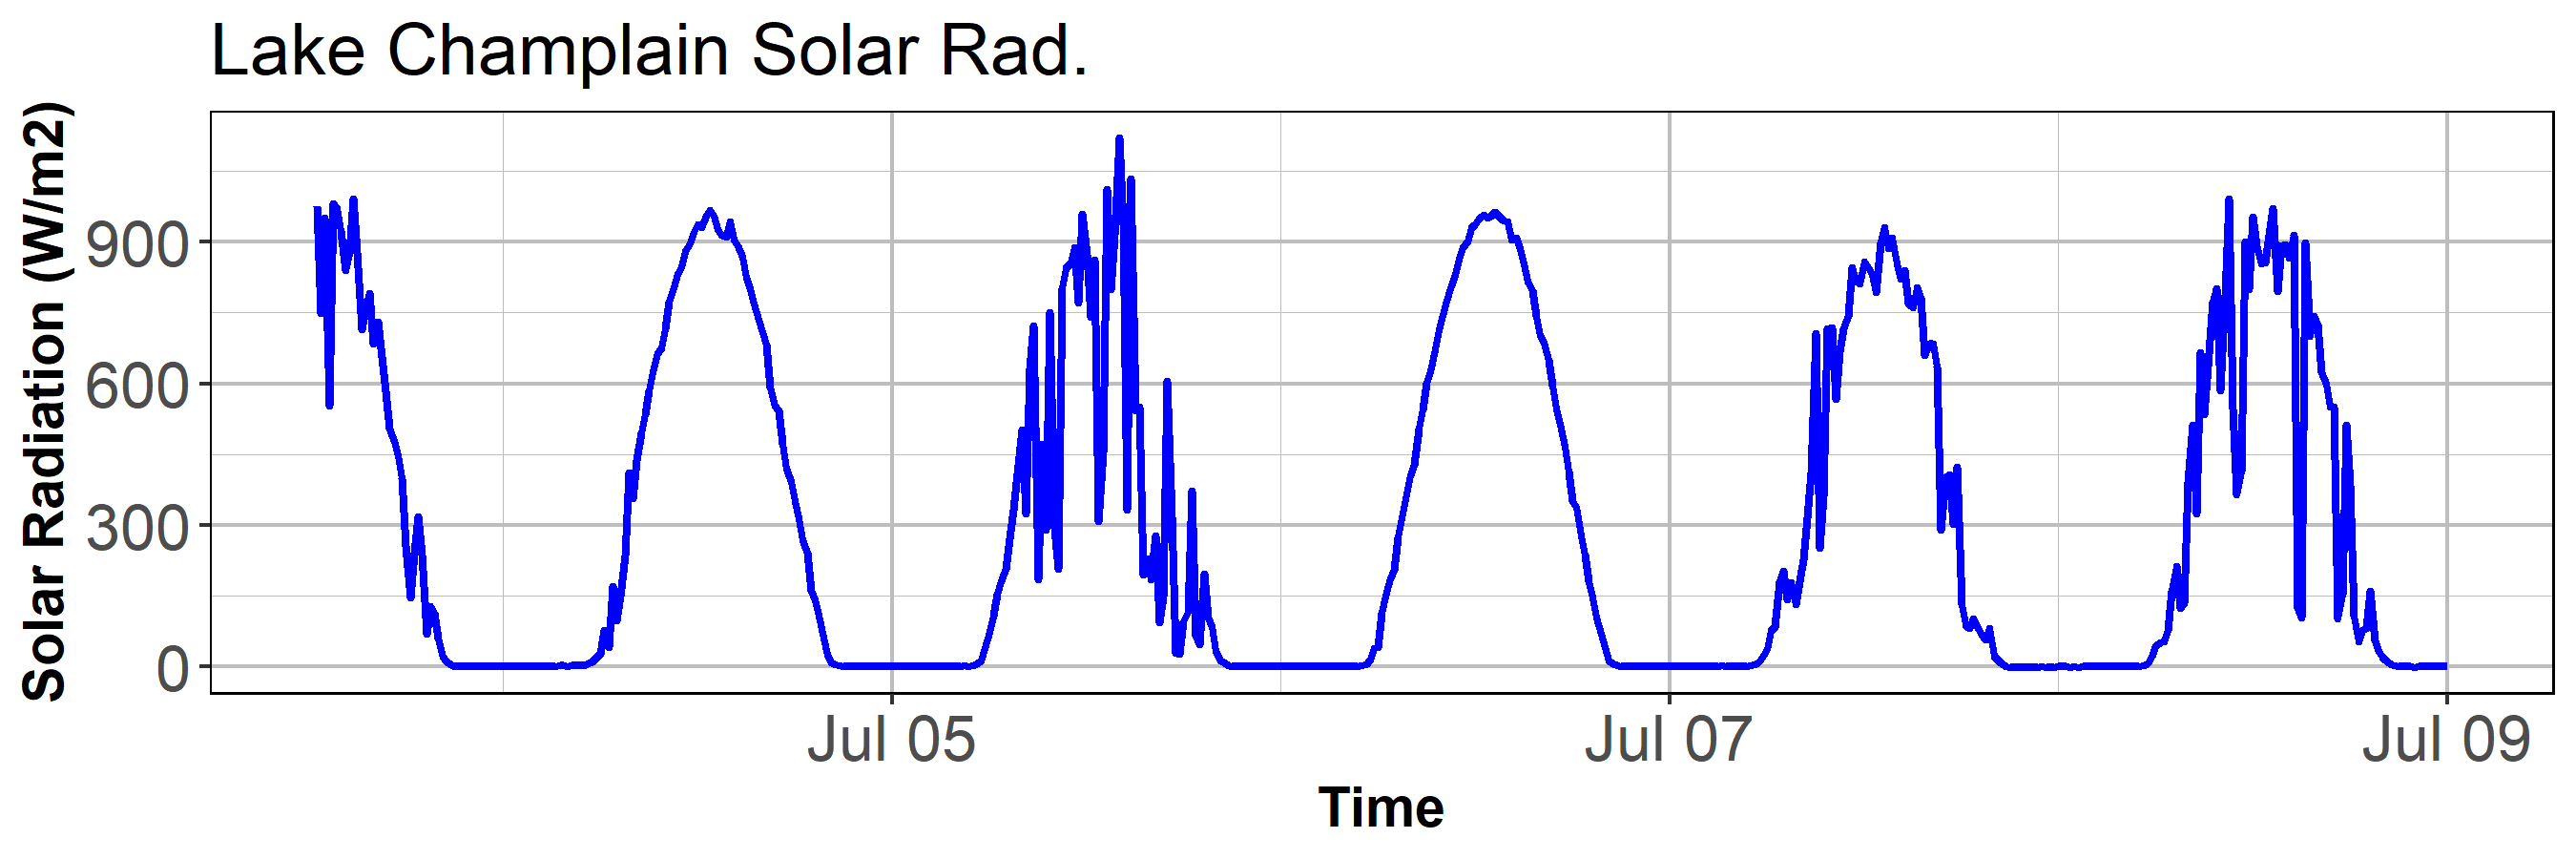 Lake Champlain Solar Rad.
Solar Radiation (W/m2)
900
600
300
0
Jul 05
Jul 07
Jul 09
Time